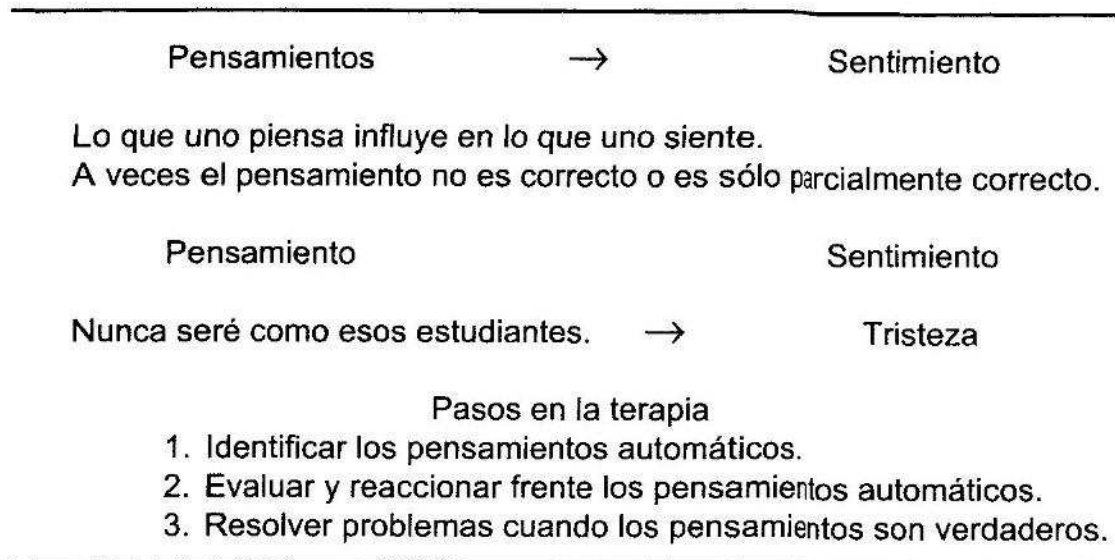 Pensamientos → Sentimiento
Lo que uno piensa influye en lo que uno siente.
A veces el pensamiento no es correcto o es sólo parcialmente correcto.
Pensamiento Sentimiento
Nunca seré como esos estudiantes. → Tristeza
Pasos en la terapia
1. Identificar los pensamientos automáticos.
2. Evaluar y reaccionar frente los pensamientos automáticos.
3. Resolver problemas cuando los pensamientos son verdaderos.